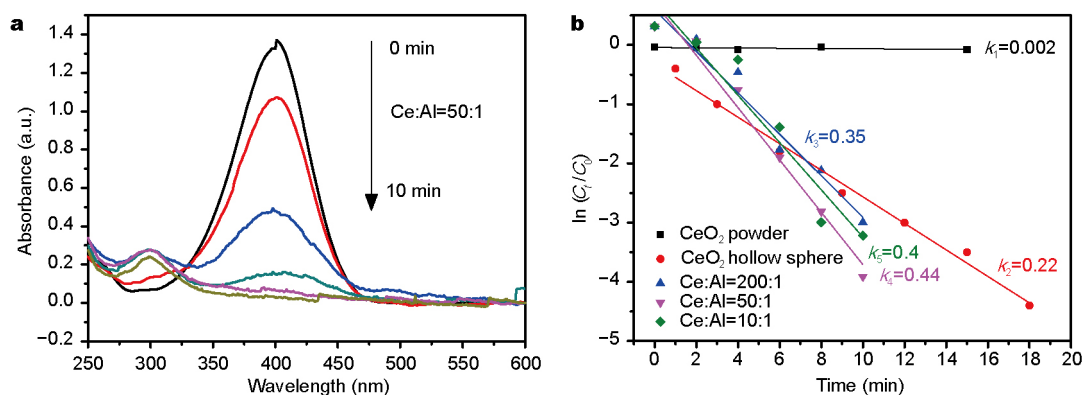 a
1.4
1.2
1.0
0.8
0.6
0.4
0.2
0.0
−0.2
Absorbance (a.u.)
0 min
Ce:Al=50:1
10 min
250 300 350 400 450 500 550 600
Wavelength (nm)
b
0
−1
−2
−3
−4
−5
ln (Ct/C0)
k1=0.002
k3=0.35
k5=0.4
k4=0.44
k2=0.22
CeO2 powder
CeO2 hollow sphere
Ce:Al=200:1
Ce:Al=50:1
Ce:Al=10:1
0 2 4 6 8 10 12 14 16 18 20
Time (min)